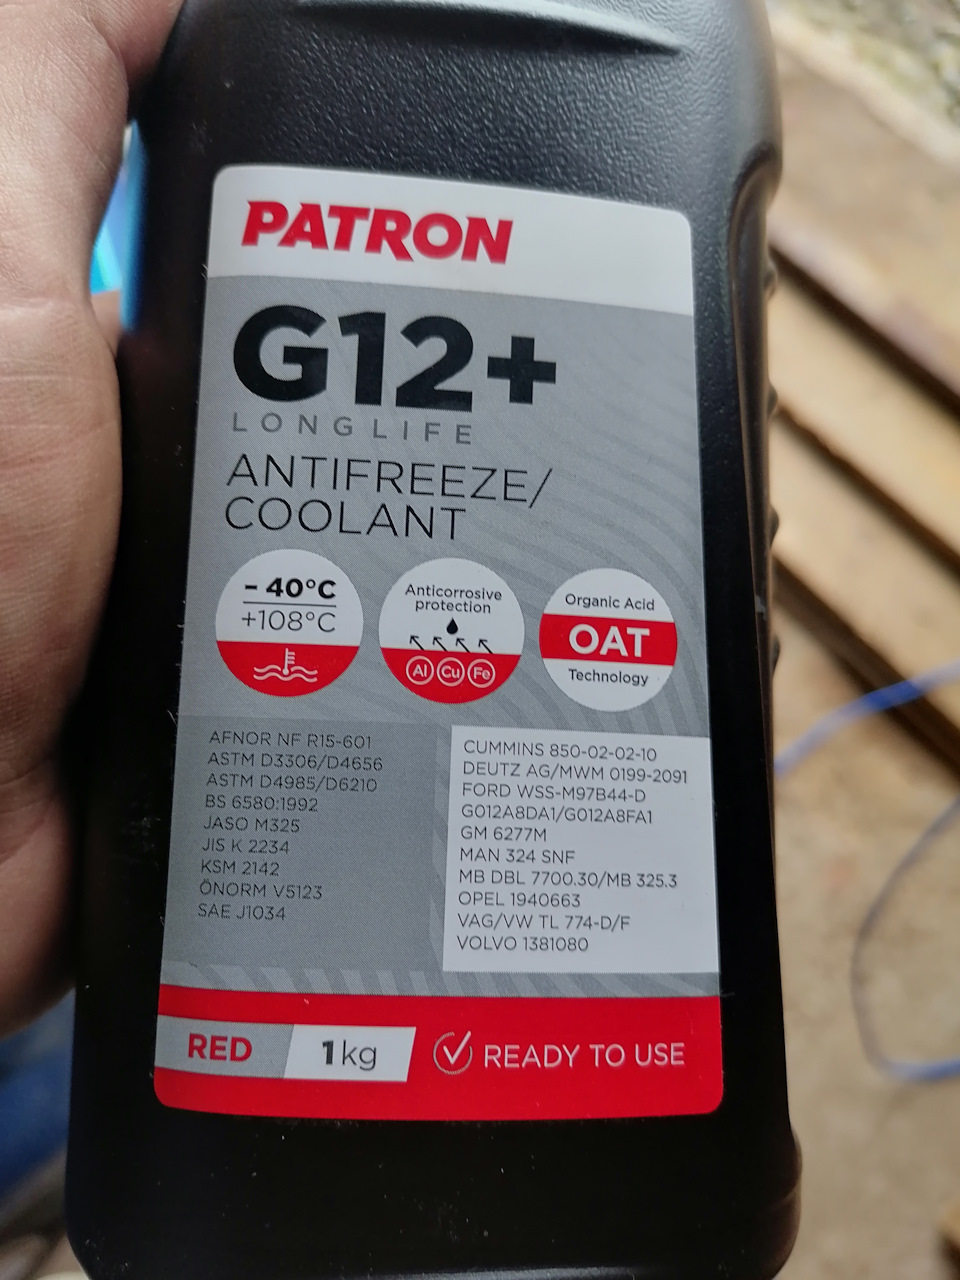 PATRON
G12+
LONGLIFE
ANTIFREEZE/
COOLANT
- 40°C
+108°C
Anticorrosive
protection
Al Cu Fe
Organic Acid
OAT
Technology
AFNOR NF R15-601
ASTM D3306/D4656
ASTM D4985/D6210
BS 6580:1992
JASO M325
JIS K 2234
KSM 2142
ÖNORM V5123
SAE J1034
CUMMINS 850-02-02-10
DEUTZ AG/MWM 0199-2091
FORD WSS-M97B44-D
G012A8DA1/G012A8FA1
GM 6277M
MAN 324 SNF
MB DBL 7700.30/MB 325.3
OPEL 1940663
VAG/VW TL 774-D/F
VOLVO 1381080
RED 1kg READY TO USE